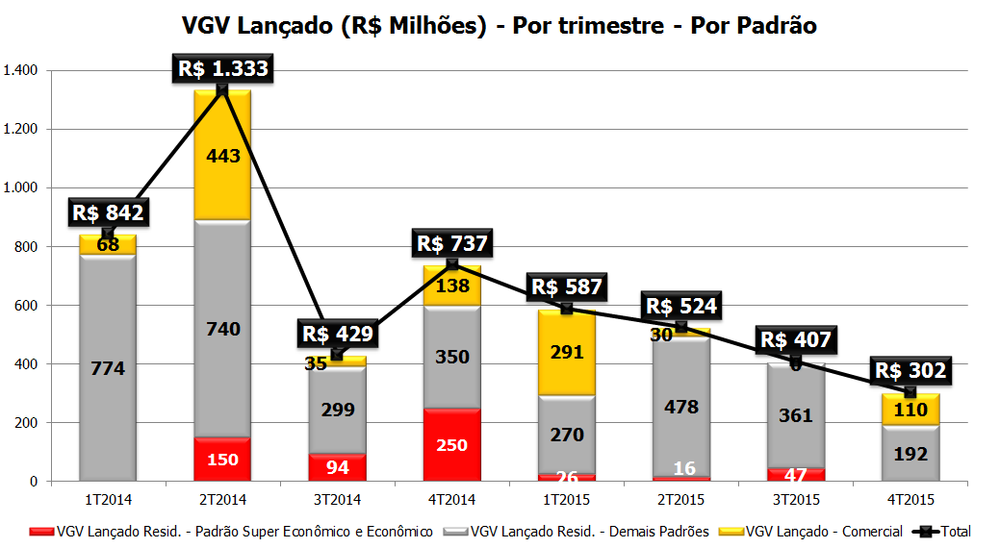 VGV Lançado (R$ Milhões) - Por trimestre - Por Padrão
1.400
1.200
1.000
800
600
400
200
0
R$ 842
R$ 1.333
R$ 429
R$ 737
R$ 587
R$ 524
R$ 407
R$ 302
68
443
35
138
291
30
110
774
740
299
350
270
478
361
192
150
94
250
26
16
47
1T2014
2T2014
3T2014
4T2014
1T2015
2T2015
3T2015
4T2015
VGV Lançado Resid. - Padrão Super Econômico e Econômico
VGV Lançado Resid. - Demais Padrões
VGV Lançado - Comercial
Total